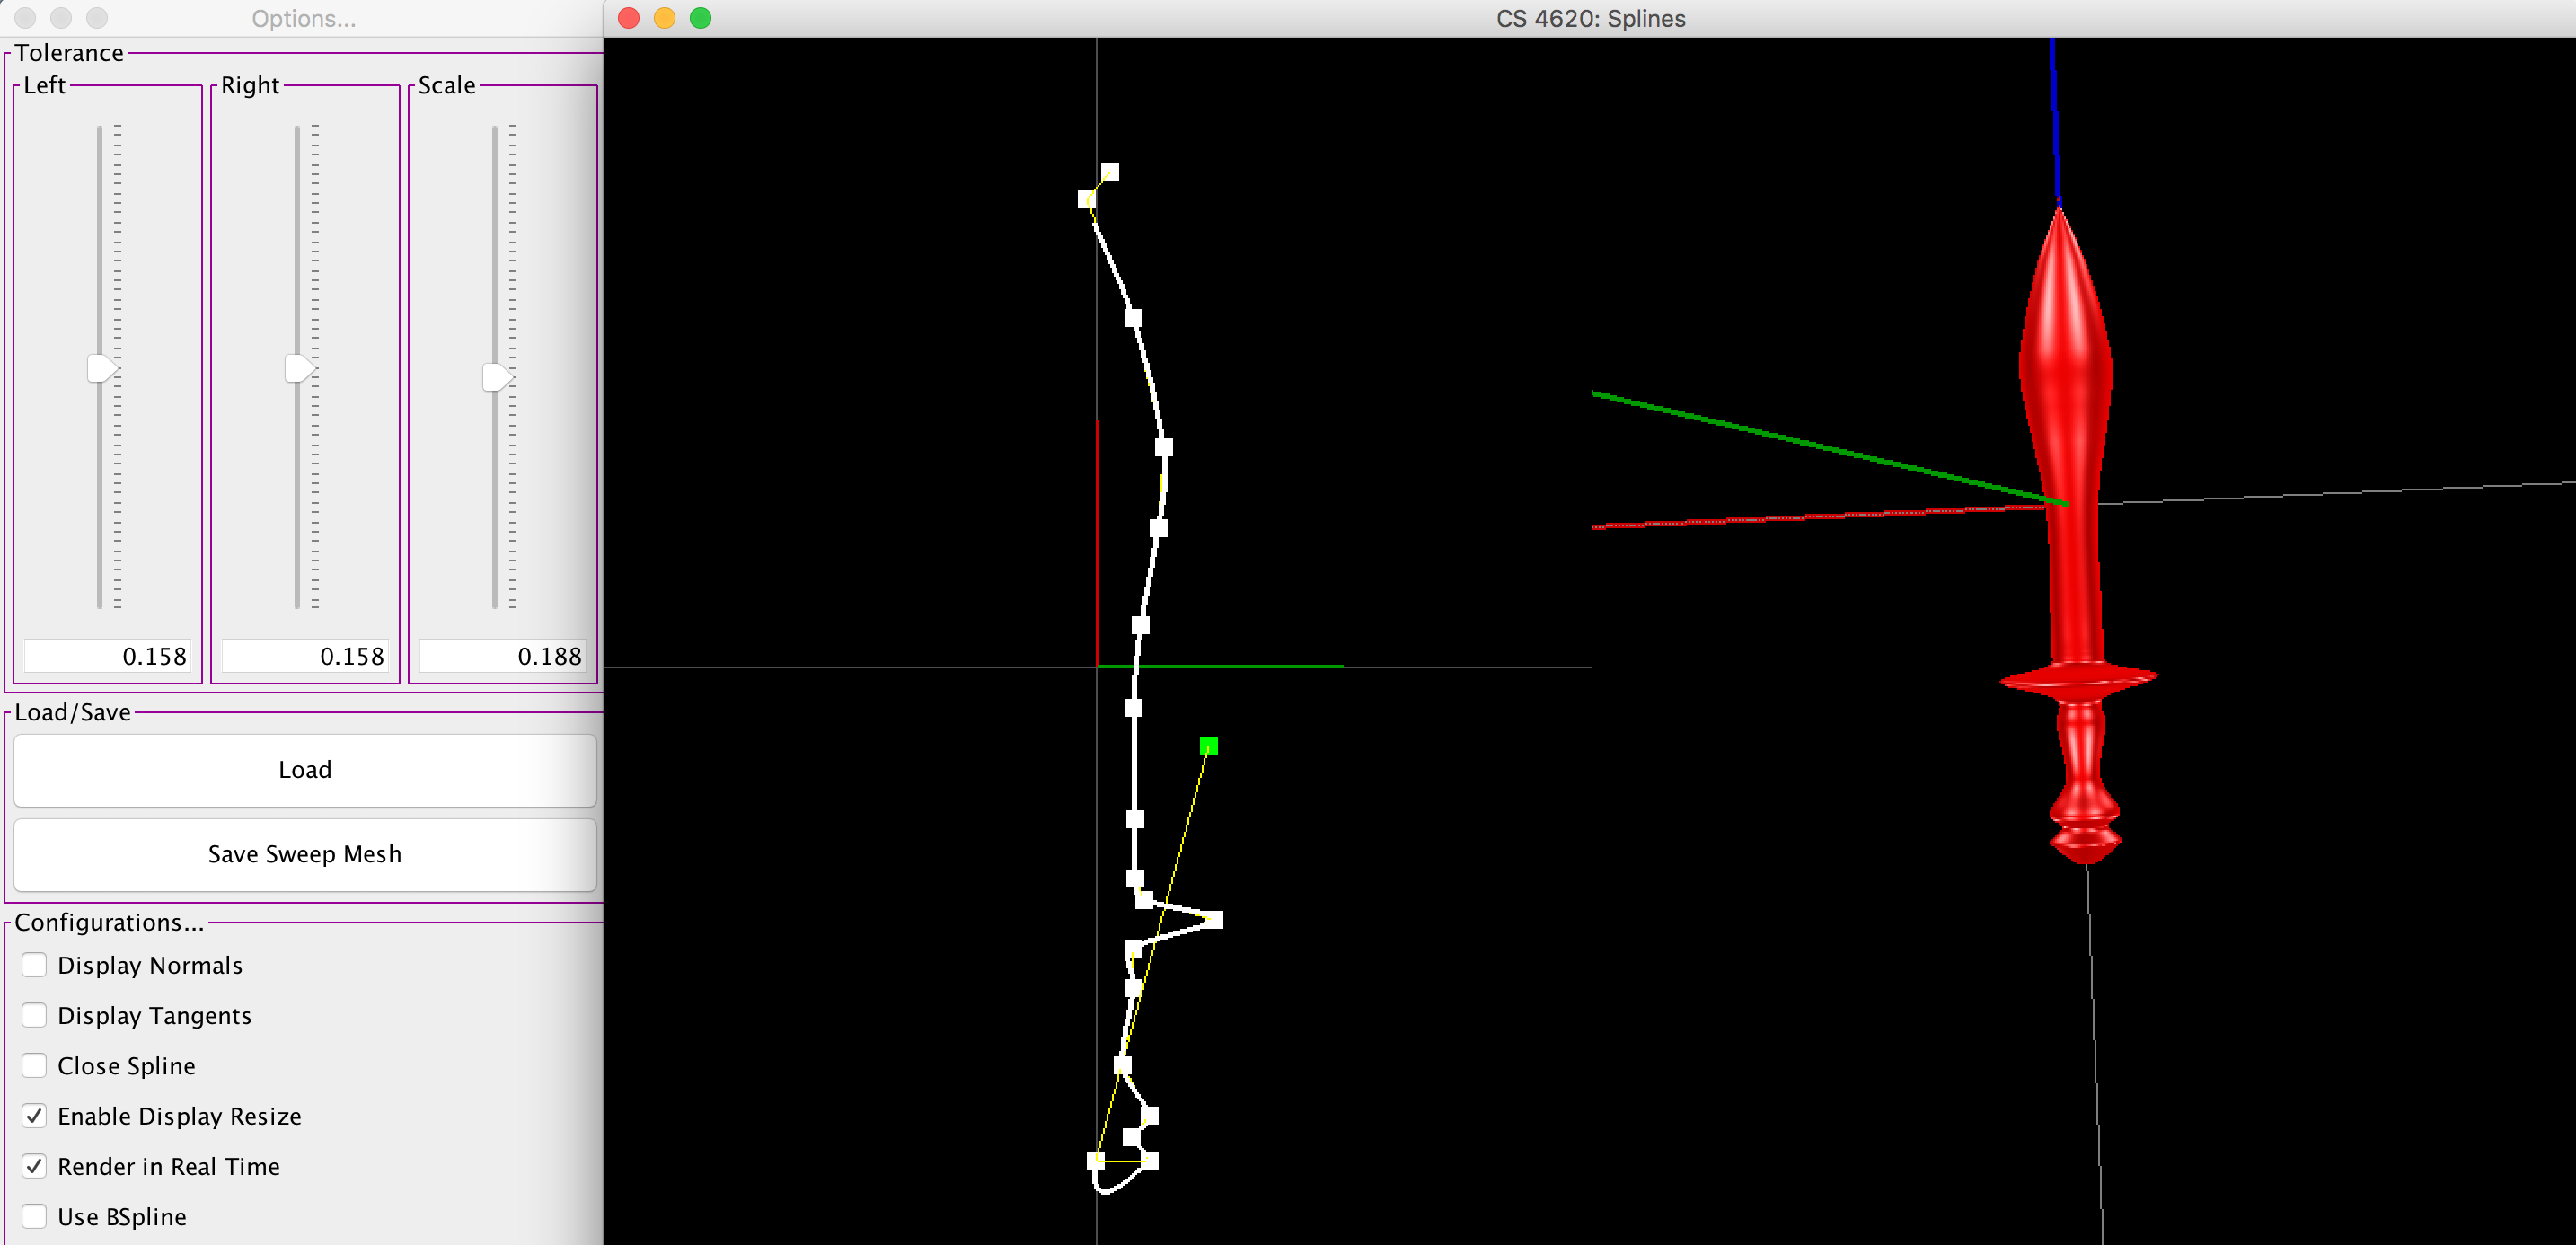 Options...
CS 4620: Splines
Tolerance
Left
Right
Scale
0.158
0.158
0.188
Load/Save
Load
Save Sweep Mesh
Configurations...
Display Normals
Display Tangents
Close Spline
Enable Display Resize
Render in Real Time
Use BSpline